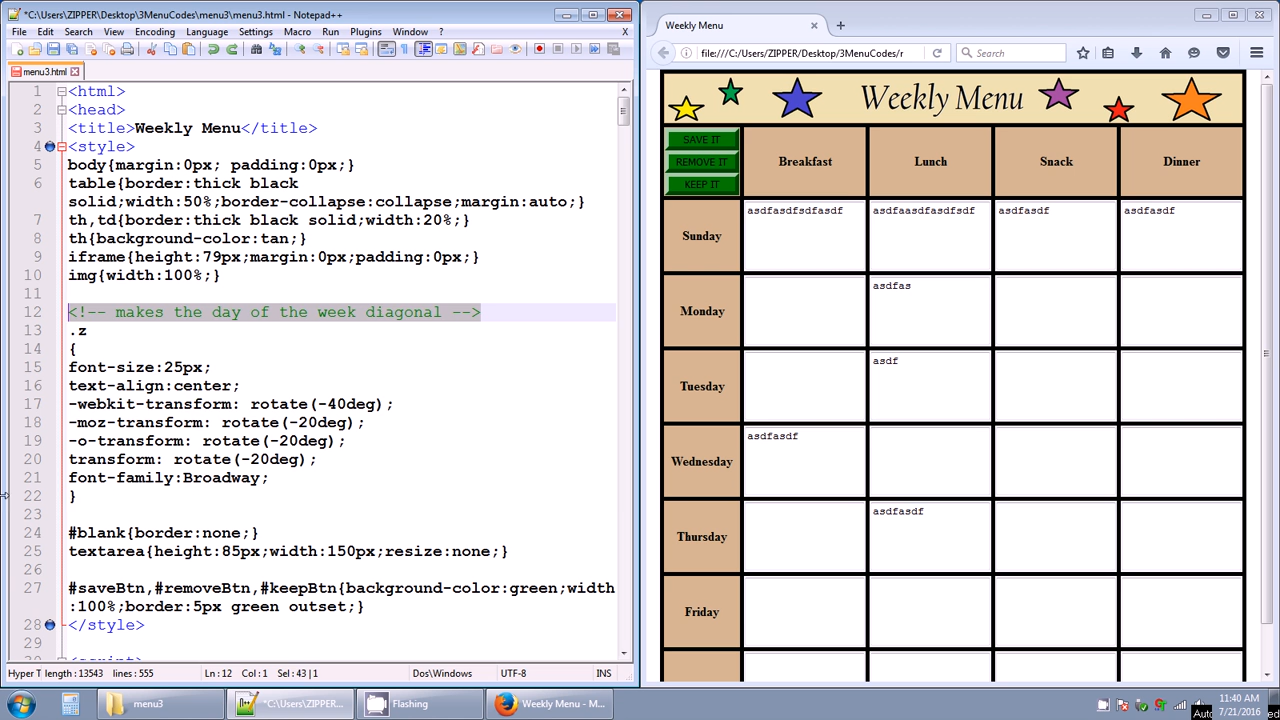 *C:\Users\ZIPPER\Desktop\3MenuCodes\menu3\menu3.html - Notepad++
File Edit Search View Encoding Language Settings Macro Run Plugins Window ?
menu3.html
1 <html>
2 <head>
3 <title>Weekly Menu</title>
4 <style>
5 body{margin:0px; padding:0px;}
6 table{border:thick black
solid;width:50%;border-collapse:collapse;margin:auto;}
7 th,td{border:thick black solid;width:20%;}
8 th{background-color:tan;}
9 iframe{height:79px;margin:0px;padding:0px;}
10 img{width:100%;}
11
12 <!-- makes the day of the week diagonal -->
13 .z
14 {
15 font-size:25px;
16 text-align:center;
17 -webkit-transform: rotate(-40deg);
18 -moz-transform: rotate(-20deg);
19 -o-transform: rotate(-20deg);
20 transform: rotate(-20deg);
21 font-family:Broadway;
22 }
23
24 #blank{border:none;}
25 textarea{height:85px;width:150px;resize:none;}
26
27 #saveBtn,#removeBtn,#keepBtn{background-color:green;width
:100%;border:5px green outset;}
28 </style>
29
Hyper T length : 13543 lines : 555 Ln : 12 Col : 1 Sel : 43 | 1 Dos\Windows UTF-8 INS
Weekly Menu
file:///C:/Users/ZIPPER/Desktop/3MenuCodes/r
Search
Weekly Menu
SAVE IT
REMOVE IT
KEEP IT
Breakfast Lunch Snack Dinner
Sunday asdfasdfsdfasdf asdfaasdfasdfsdf asdfasdf asdfasdf
Monday asdfas
Tuesday asdf
Wednesday asdfasdf
Thursday asdfasdf
Friday
menu3
*C:\Users\ZIPPER...
Flashing
Weekly Menu - M...
11:40 AM
7/21/2016